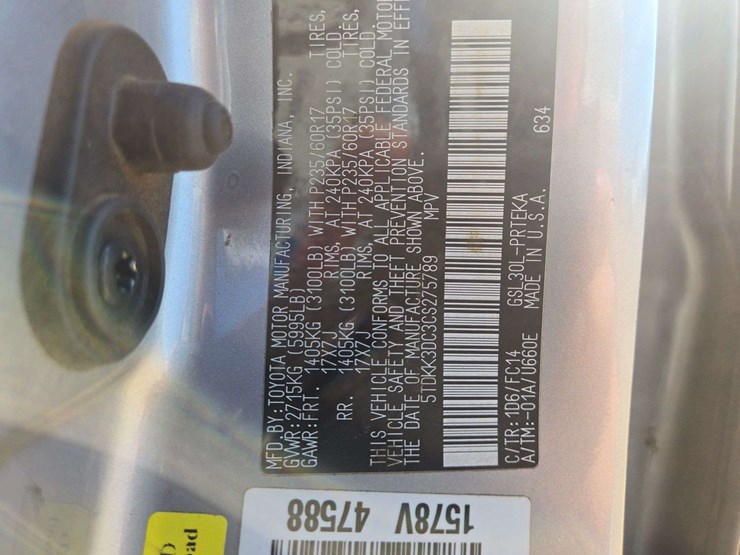 MFD.BY:TOYOTA MOTOR MANUFACTURING, INDIANA, INC.
GVWR:2715KG (5995LB)
GAWR:FRT. 1405KG (3100LB) WITH P235/60R17 TIRES,
17X7J RIMS, AT 240KPA (35PSI) COLD.
RR. 1405KG (3100LB) WITH P235/60R17 TIRES,
17X7J RIMS, AT 240KPA (35PSI) COLD.
THIS VEHICLE CONFORMS TO ALL APPLICABLE FEDERAL MOTOR
VEHICLE SAFETY AND THEFT PREVENTION STANDARDS IN EFF
THE DATE OF MANUFACTURE SHOWN ABOVE.
5TDKK3DC3CS275789 MPV
C/TR:1D6/FC14 GSL30L-PRTEKA 634
A/TM:-01A/U660E MADE IN U.S.A.
1578V 47588
ead